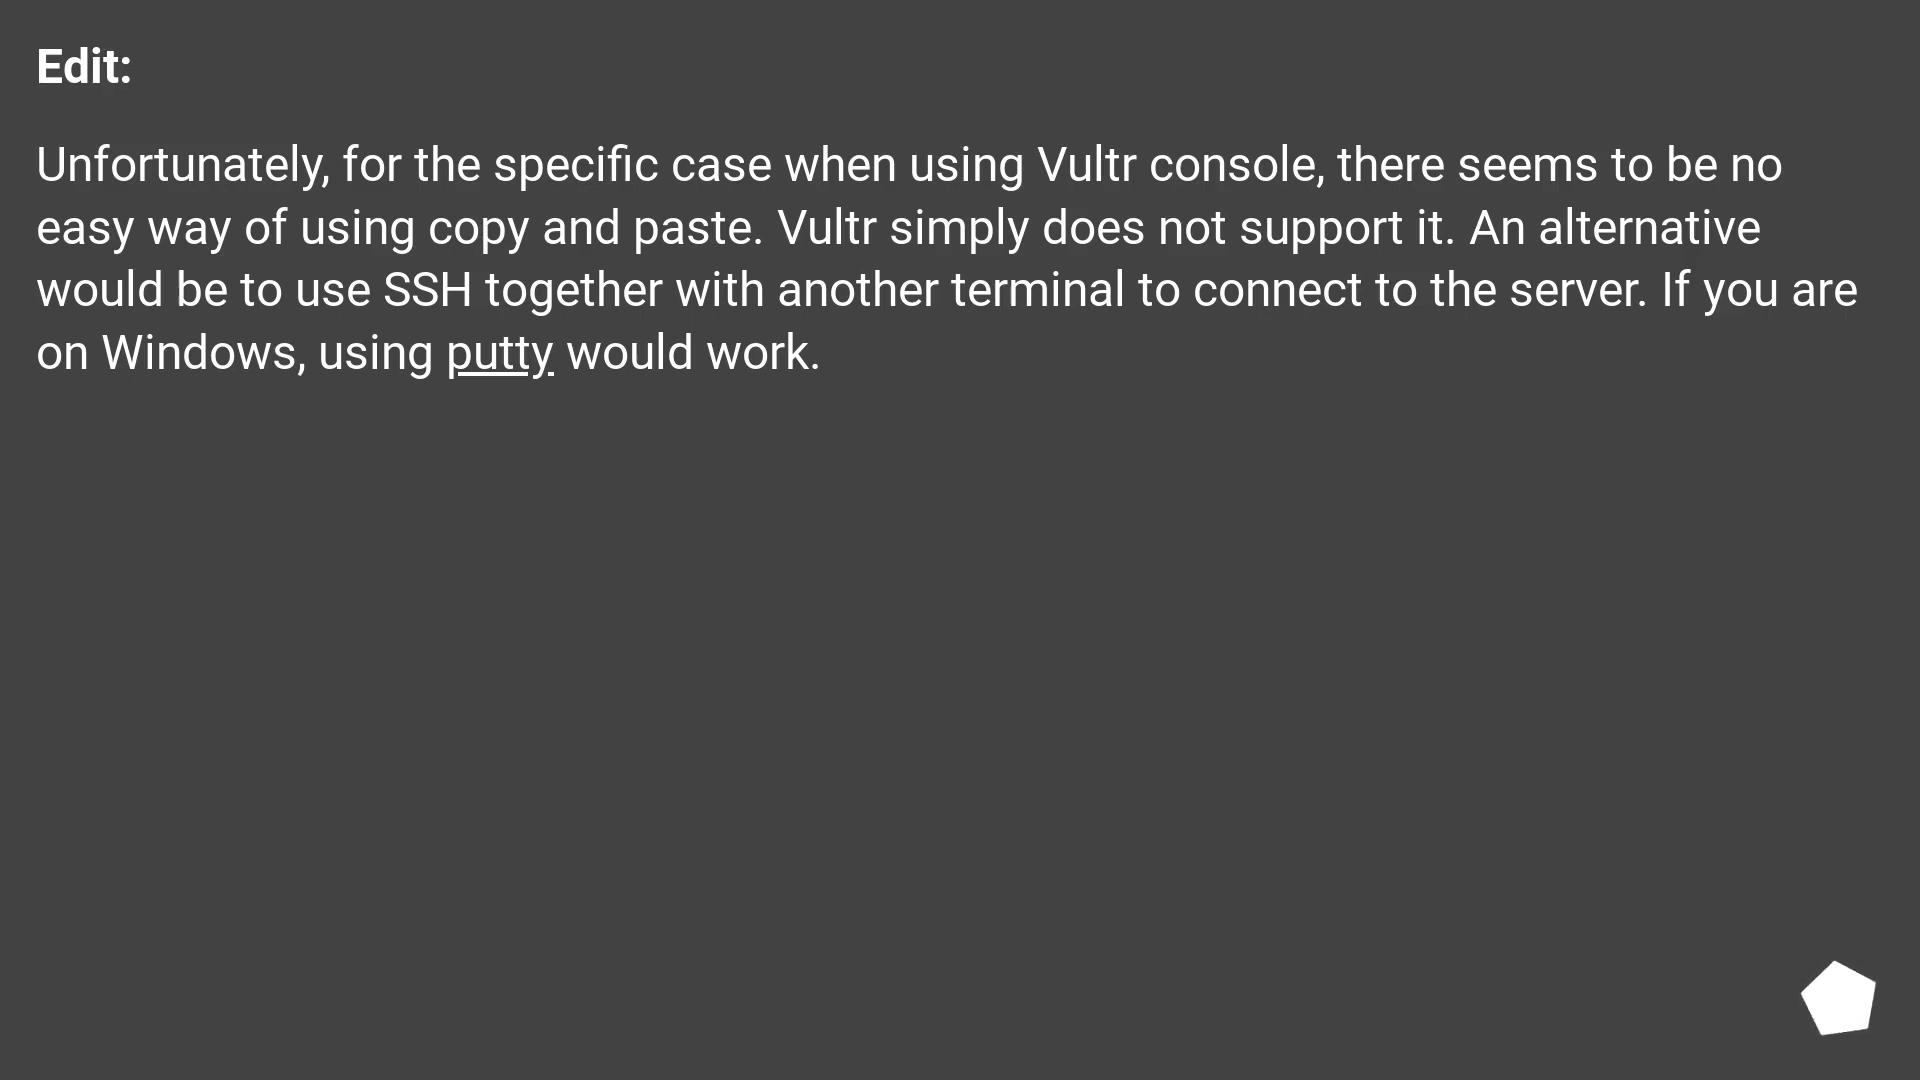 Edit:
Unfortunately, for the specific case when using Vultr console, there seems to be no
easy way of using copy and paste. Vultr simply does not support it. An alternative
would be to use SSH together with another terminal to connect to the server. If you are
on Windows, using putty would work.